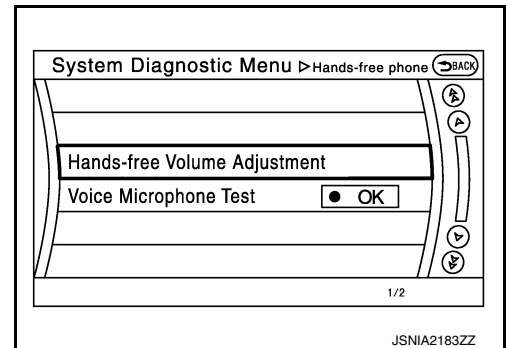 System Diagnostic Menu ▷Hands-free phone BACK
Hands-free Volume Adjustment
Voice Microphone Test ● OK
1/2
JSNIA2183ZZ